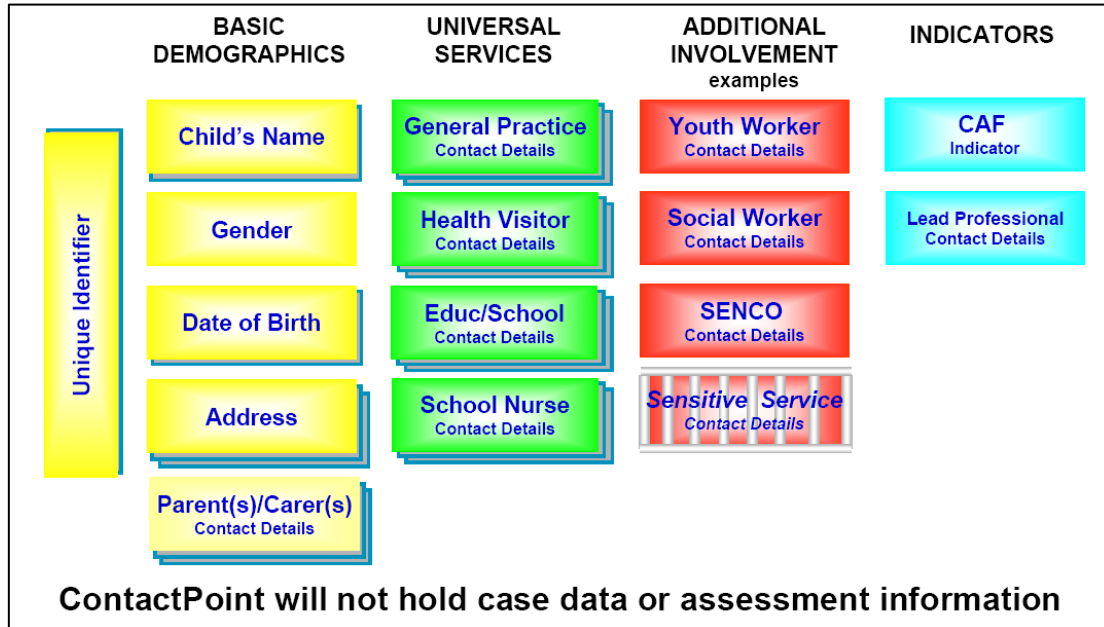 BASIC
DEMOGRAPHICS
UNIVERSAL
SERVICES
ADDITIONAL
INVOLVEMENT
examples
INDICATORS
Unique Identifier
Child's Name
Gender
Date of Birth
Address
Parent(s)/Carer(s)
Contact Details
General Practice
Contact Details
Health Visitor
Contact Details
Educ/School
Contact Details
School Nurse
Contact Details
Youth Worker
Contact Details
Social Worker
Contact Details
SENCO
Contact Details
Sensitive Service
Contact Details
CAF
Indicator
Lead Professional
Contact Details
ContactPoint will not hold case data or assessment information